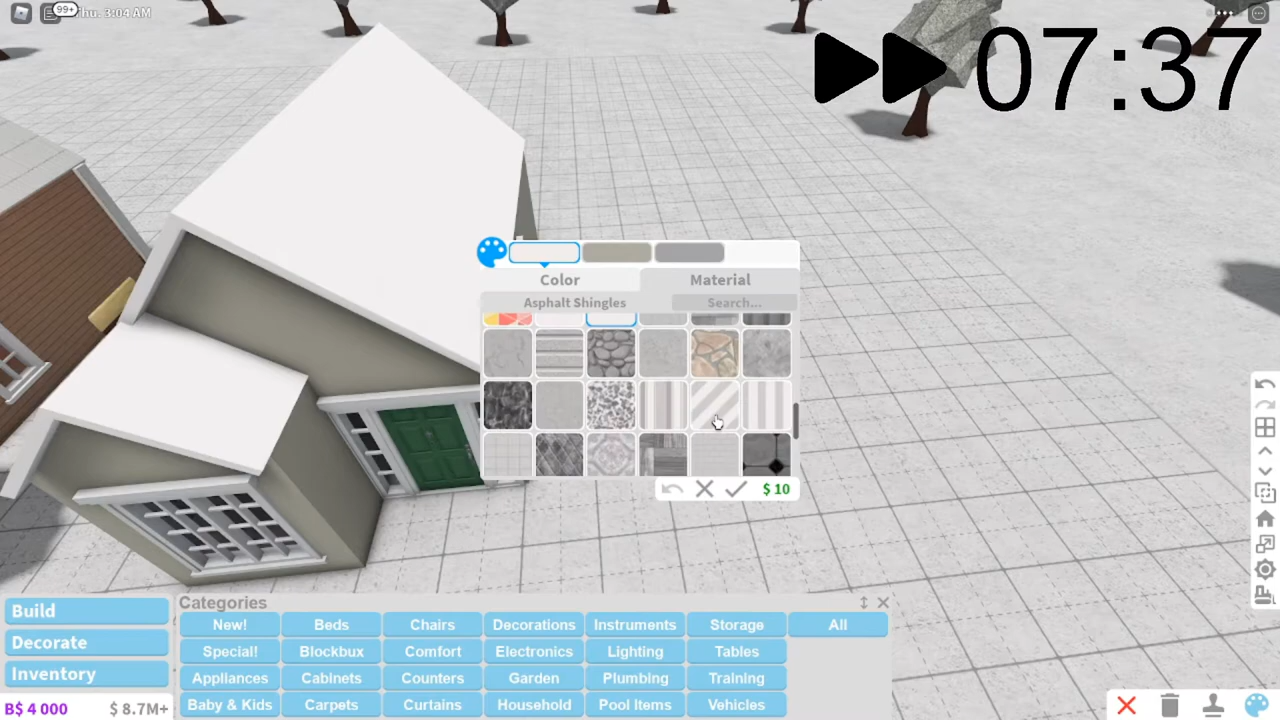 99+
Thu. 3:04 AM
07:37
Color
Material
Asphalt Shingles
Search...
$ 10
Build
Decorate
Inventory
B$ 4 000
$ 8.7M+
Categories
New!
Beds
Chairs
Decorations
Instruments
Storage
All
Special!
Blockbux
Comfort
Electronics
Lighting
Tables
Appliances
Cabinets
Counters
Garden
Plumbing
Training
Baby & Kids
Carpets
Curtains
Household
Pool Items
Vehicles